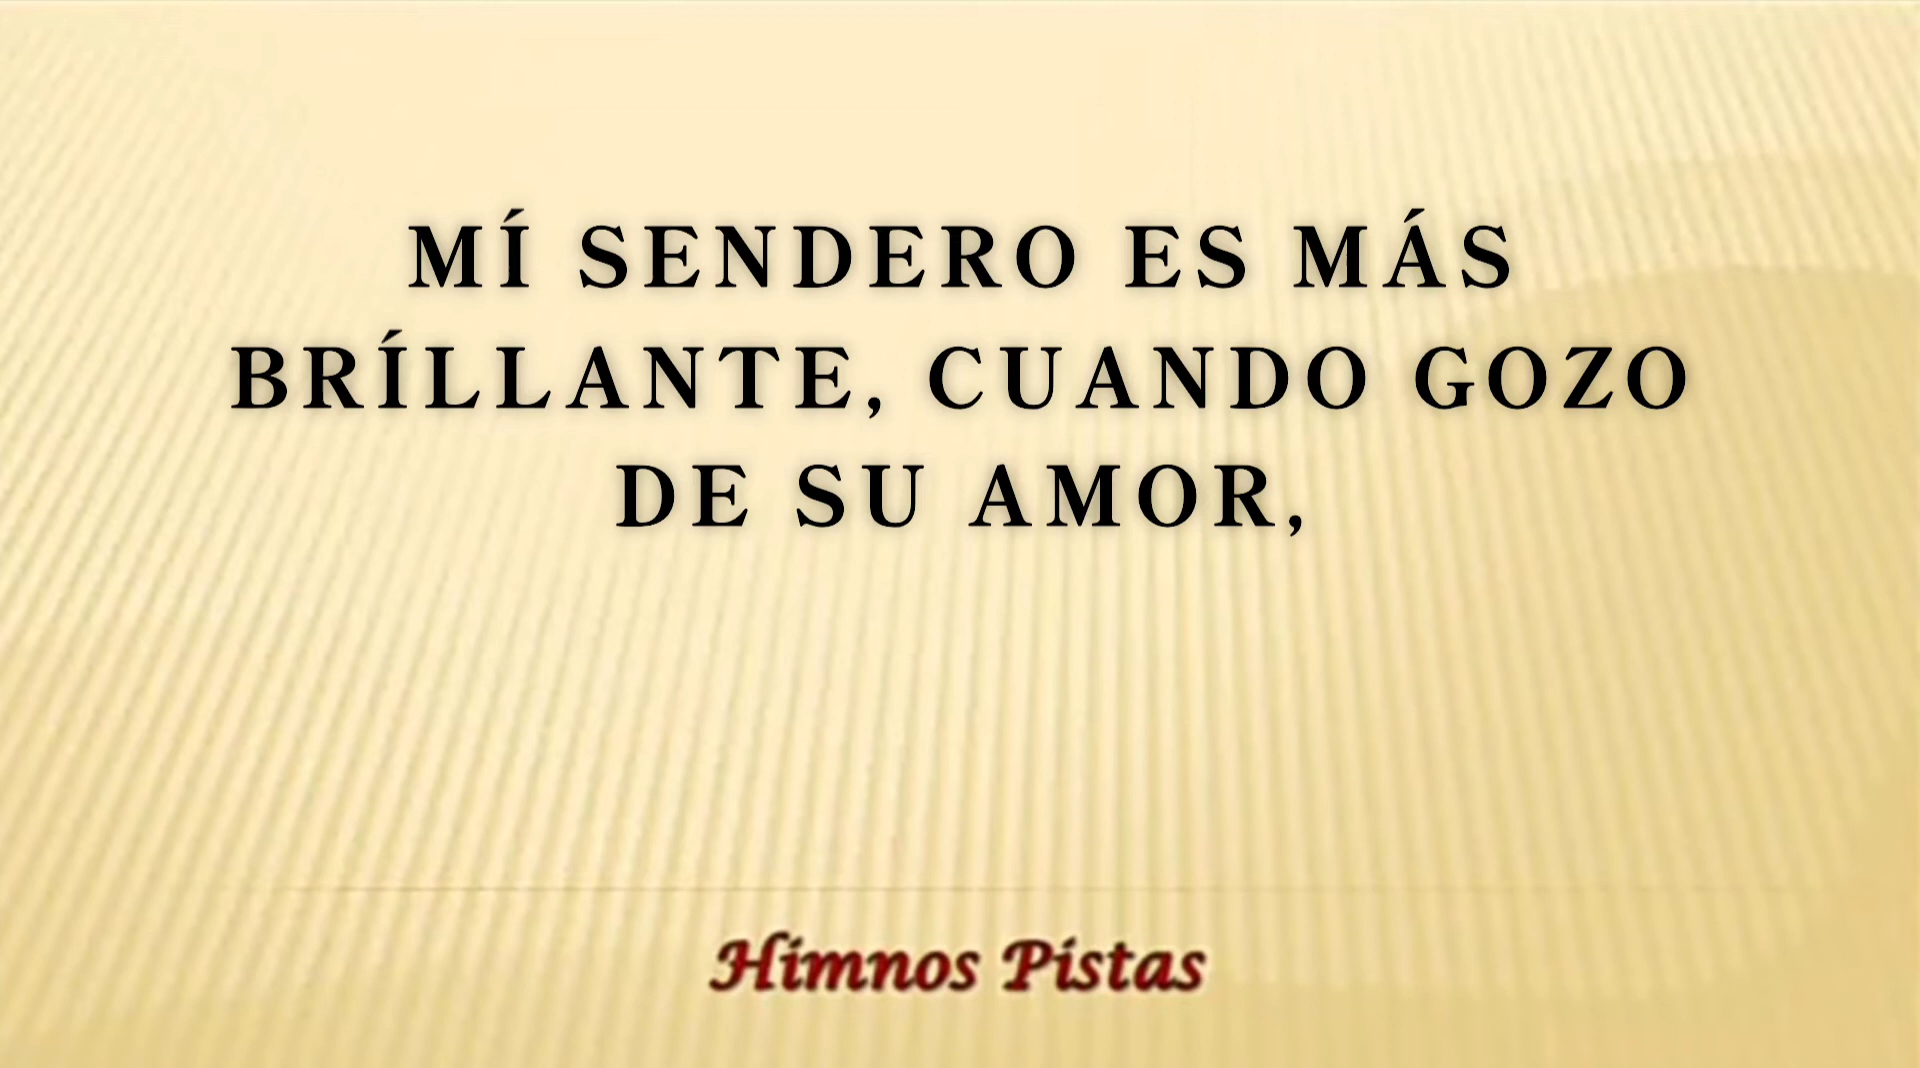 MÍ SENDERO ES MÁS
BRÍLLANTE, CUANDO GOZO
DE SU AMOR,
Himnos Pistas